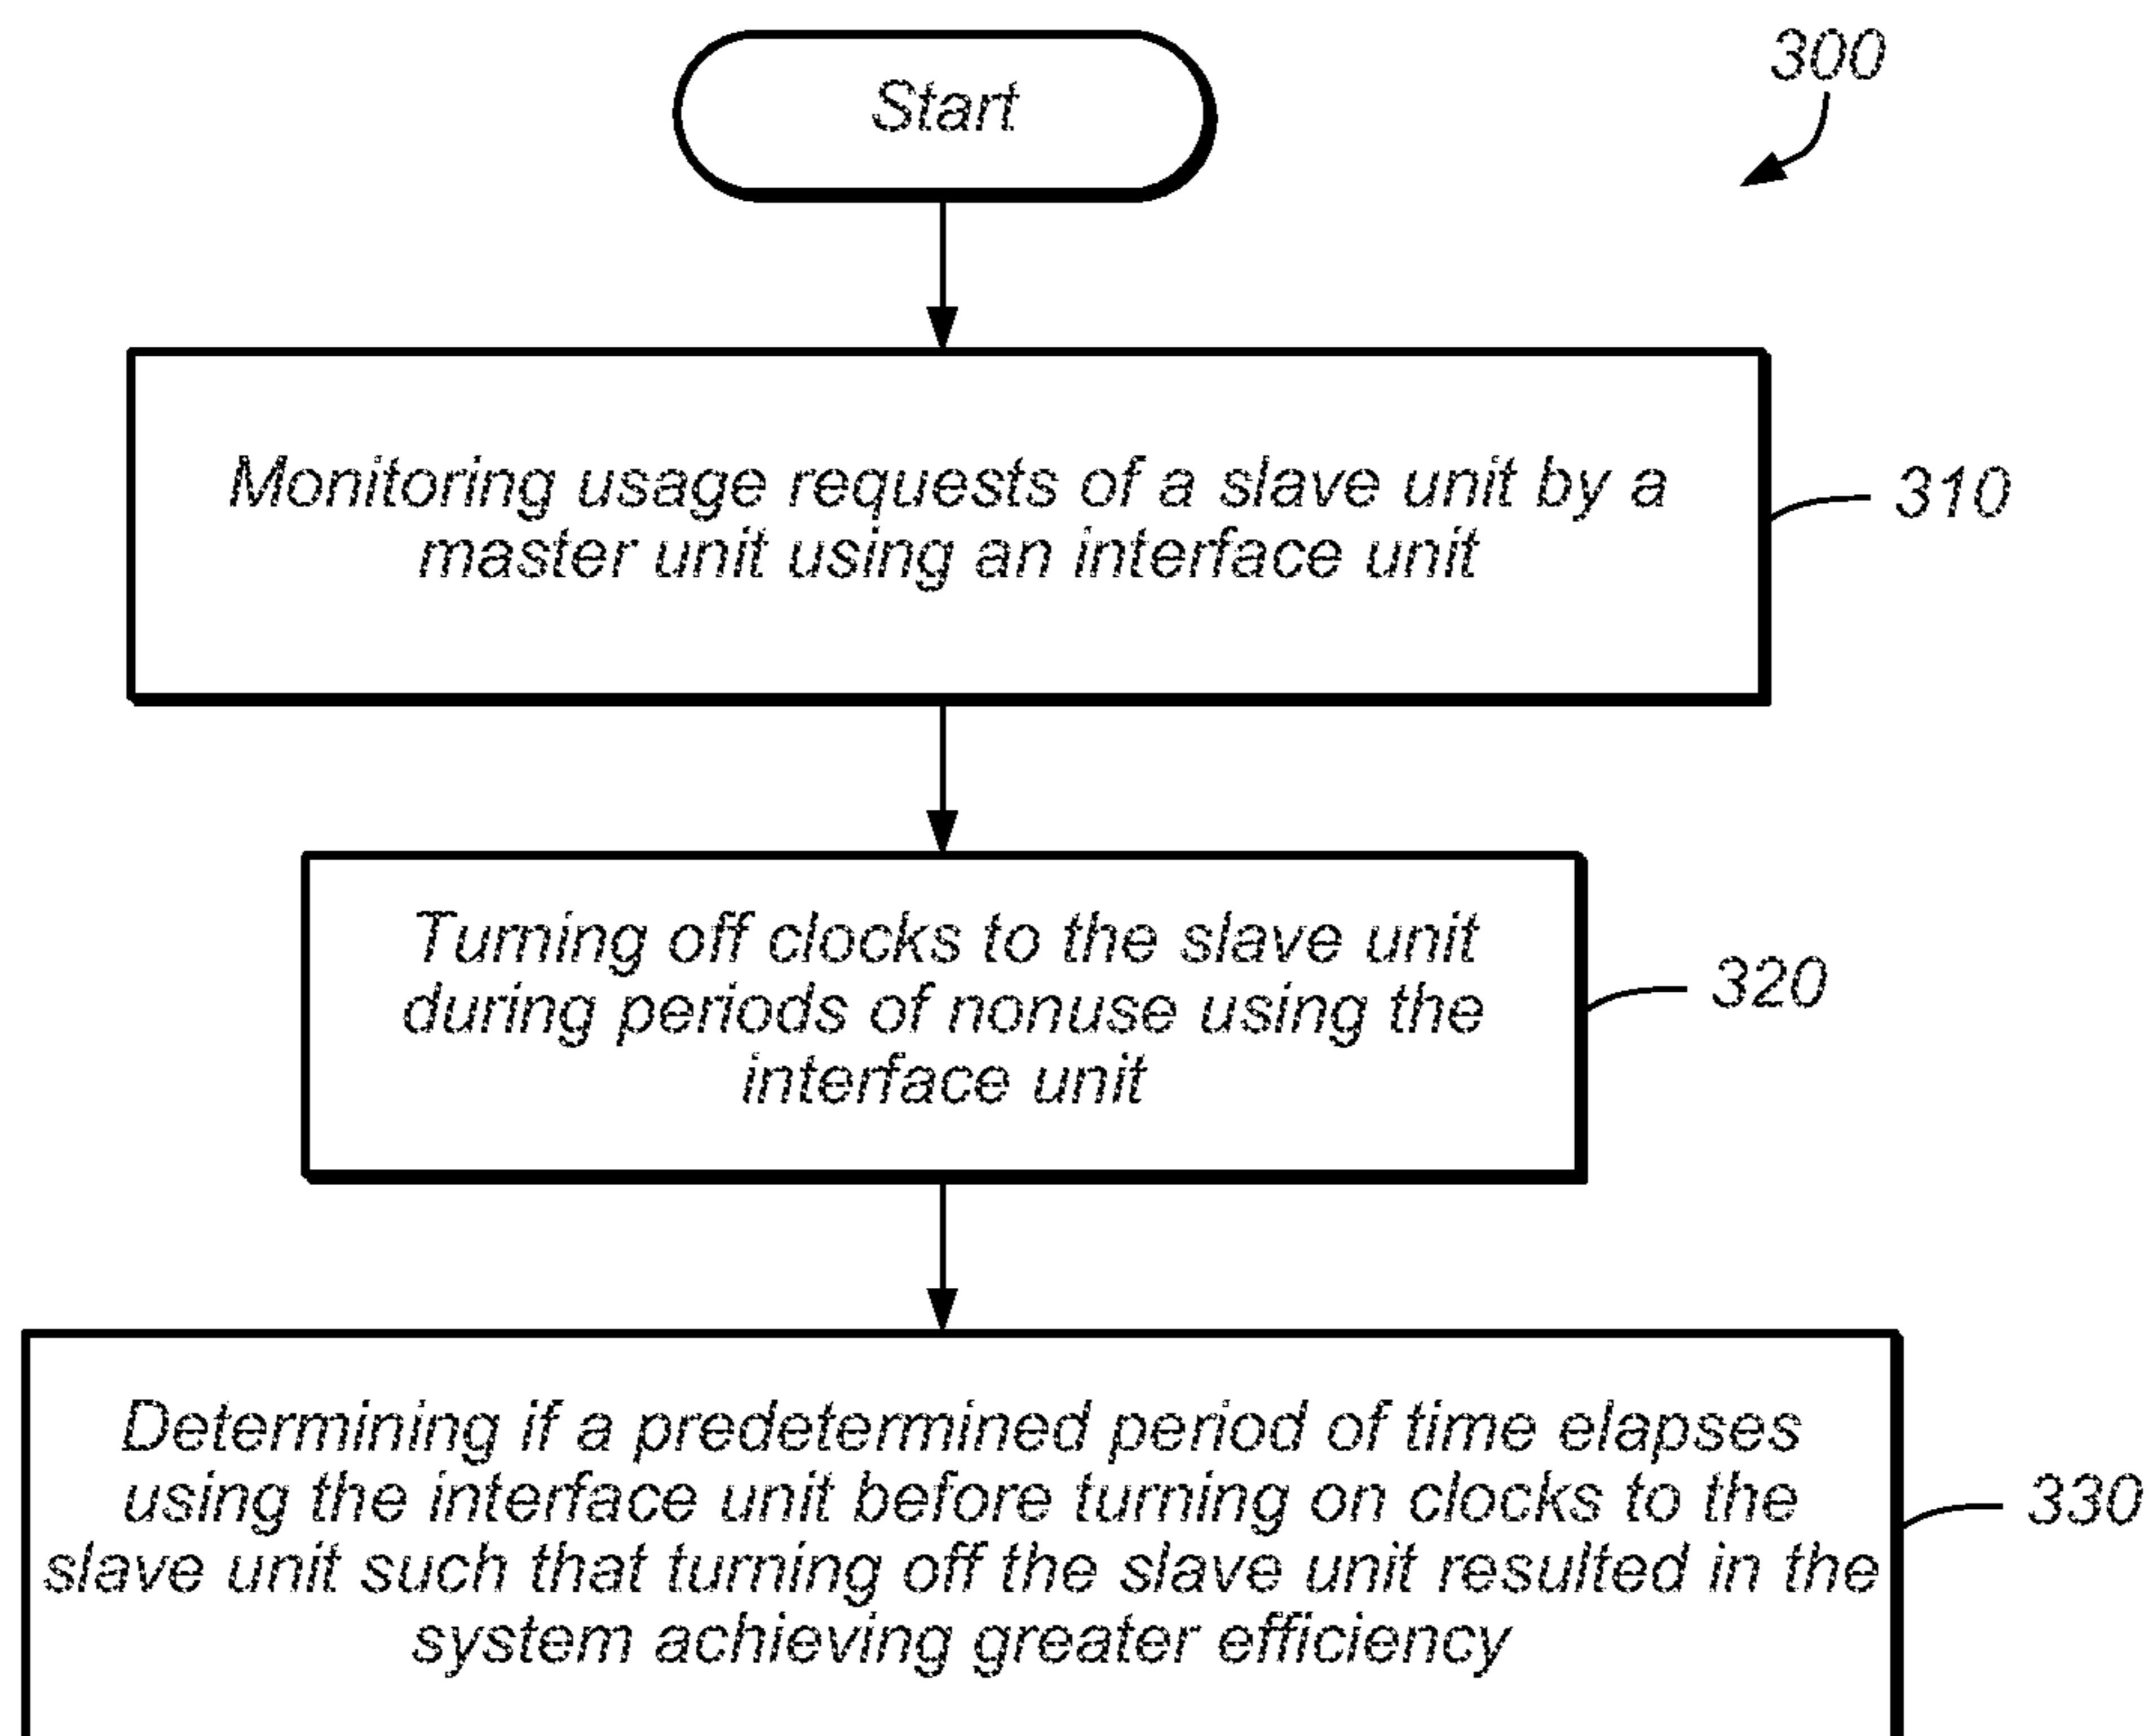 Start
300
Monitoring usage requests of a slave unit by a
master unit using an interface unit
310
Turning off clocks to the slave unit
during periods of nonuse using the
interface unit
320
Determining if a predetermined period of time elapses
using the interface unit before turning on clocks to the
slave unit such that turning off the slave unit resulted in the
system achieving greater efficiency
330